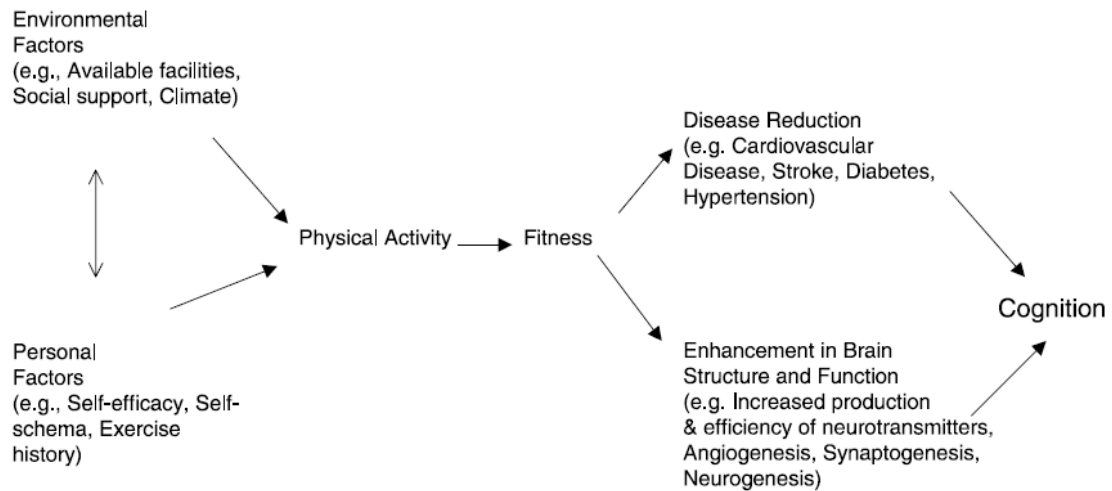 Environmental
Factors
(e.g., Available facilities,
Social support, Climate)
Personal
Factors
(e.g., Self-efficacy, Self-
schema, Exercise
history)
Physical Activity
Fitness
Disease Reduction
(e.g. Cardiovascular
Disease, Stroke, Diabetes,
Hypertension)
Enhancement in Brain
Structure and Function
(e.g. Increased production
& efficiency of neurotransmitters,
Angiogenesis, Synaptogenesis,
Neurogenesis)
Cognition